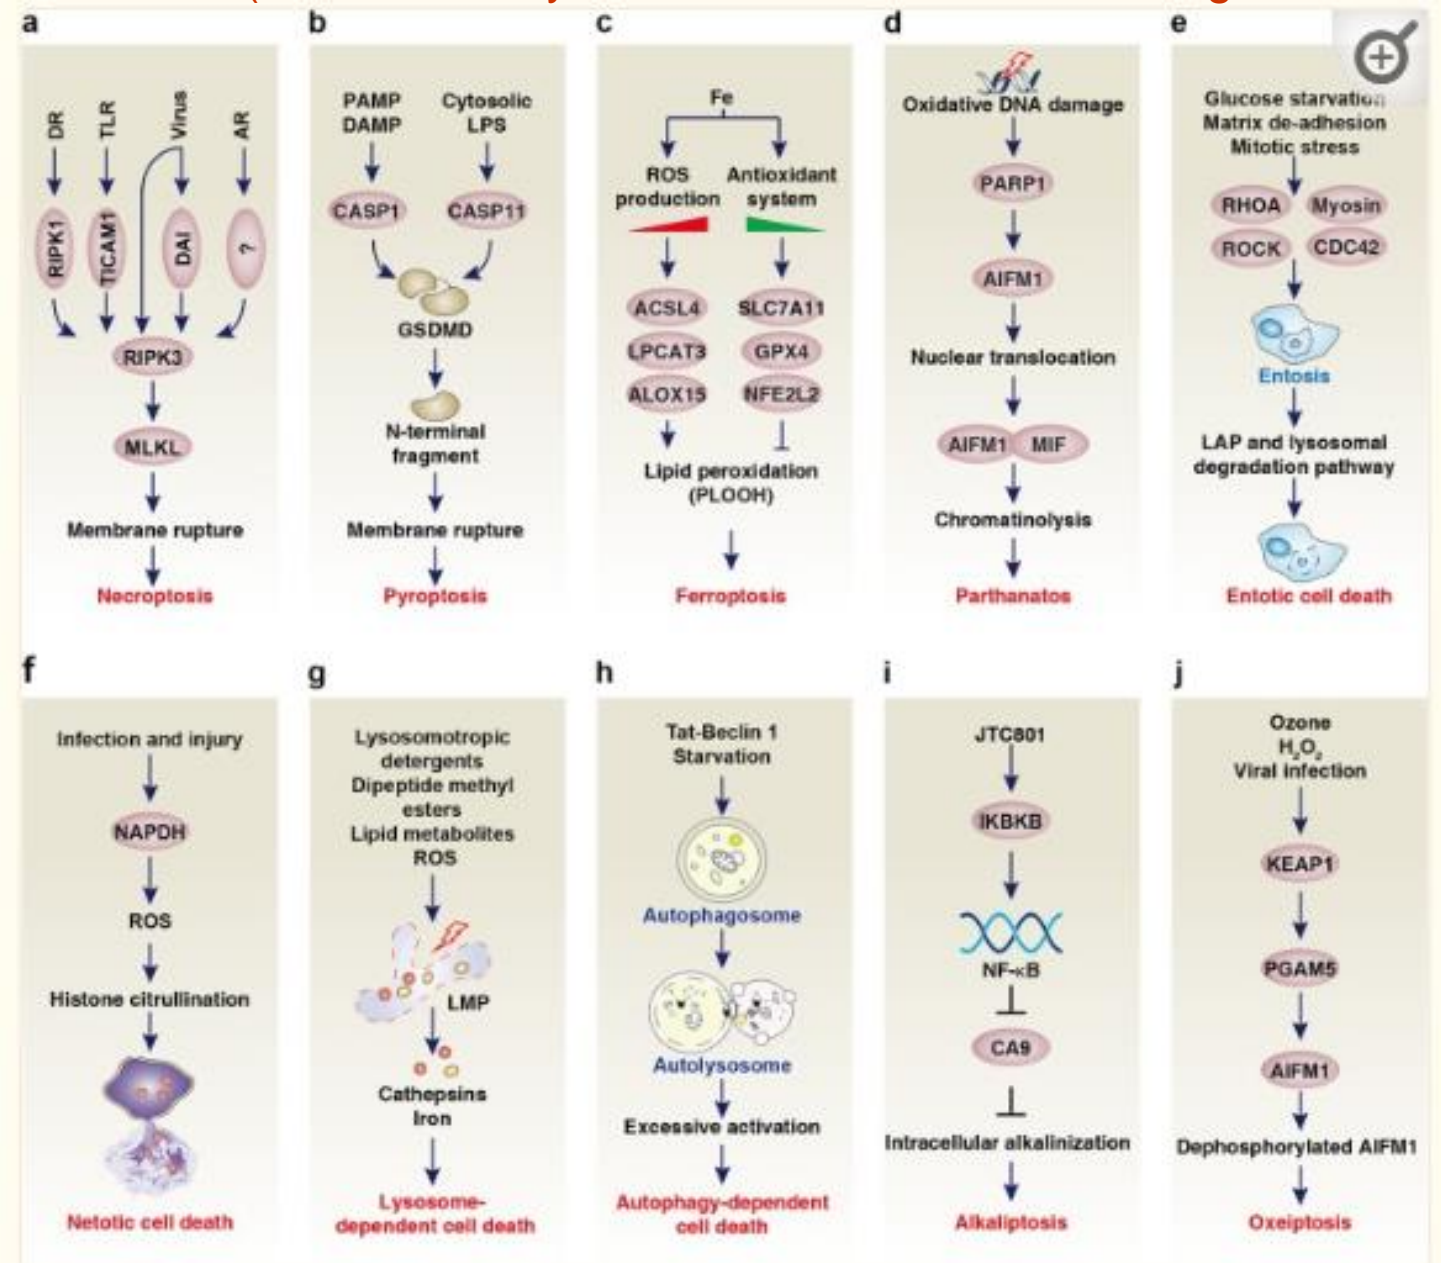 a
DR
TLR
Virus
AR
RIPK1
TICAM1
DAI
?
RIPK3
MLKL
Membrane rupture
Necroptosis
b
PAMP
DAMP
Cytosolic
LPS
CASP1
CASP11
GSDMD
N-terminal
fragment
Membrane rupture
Pyroptosis
c
Fe
ROS
production
Antioxidant
system
ACSL4
SLC7A11
LPCAT3
GPX4
ALOX15
NFE2L2
Lipid peroxidation
(PLOOH)
Ferroptosis
d
Oxidative DNA damage
PARP1
AIFM1
Nuclear translocation
AIFM1
MIF
Chromatinolysis
Parthanatos
e
Glucose starvation
Matrix de-adhesion
Mitotic stress
RHOA
Myosin
ROCK
CDC42
Entosis
LAP and lysosomal
degradation pathway
Entotic cell death
f
Infection and injury
NAPDH
ROS
Histone citrullination
Netotic cell death
g
Lysosomotropic
detergents
Dipeptide methyl
esters
Lipid metabolites
ROS
LMP
Cathepsins
Iron
Lysosome-
dependent cell death
h
Tat-Beclin 1
Starvation
Autophagosome
Autolysosome
Excessive activation
Autophagy-dependent
cell death
i
JTC801
IKBKB
NF-κB
CA9
Intracellular alkalinization
Alkaliptosis
j
Ozone
H₂O₂
Viral infection
KEAP1
PGAM5
AIFM1
Dephosphorylated AIFM1
Oxeiptosis